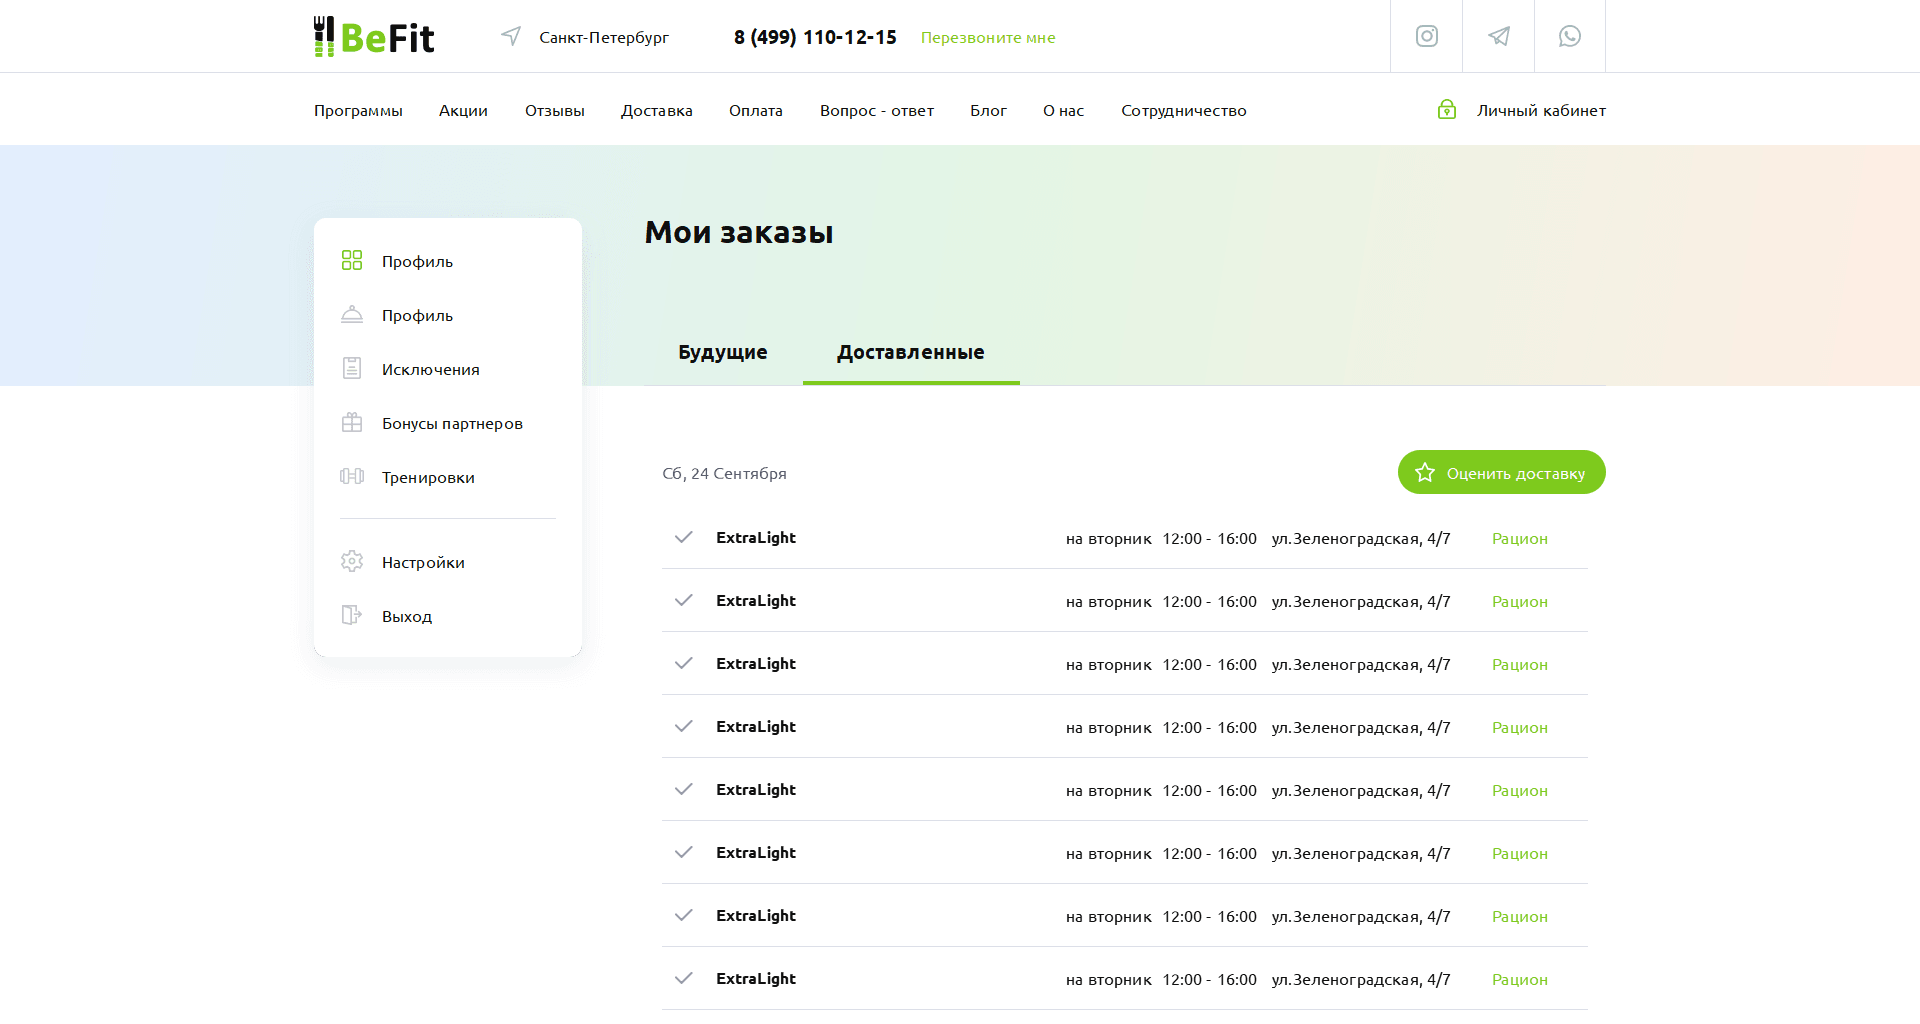 BeFit Санкт-Петербург 8 (499) 110-12-15 Перезвоните мне
Программы Акции Отзывы Доставка Оплата Вопрос - ответ Блог О нас Сотрудничество Личный кабинет
Профиль
Профиль
Исключения
Бонусы партнеров
Тренировки
Настройки
Выход
Мои заказы
Будущие Доставленные
Сб, 24 Сентября Оценить доставку
ExtraLight на вторник 12:00 - 16:00 ул.Зеленоградская, 4/7 Рацион
ExtraLight на вторник 12:00 - 16:00 ул.Зеленоградская, 4/7 Рацион
ExtraLight на вторник 12:00 - 16:00 ул.Зеленоградская, 4/7 Рацион
ExtraLight на вторник 12:00 - 16:00 ул.Зеленоградская, 4/7 Рацион
ExtraLight на вторник 12:00 - 16:00 ул.Зеленоградская, 4/7 Рацион
ExtraLight на вторник 12:00 - 16:00 ул.Зеленоградская, 4/7 Рацион
ExtraLight на вторник 12:00 - 16:00 ул.Зеленоградская, 4/7 Рацион
ExtraLight на вторник 12:00 - 16:00 ул.Зеленоградская, 4/7 Рацион